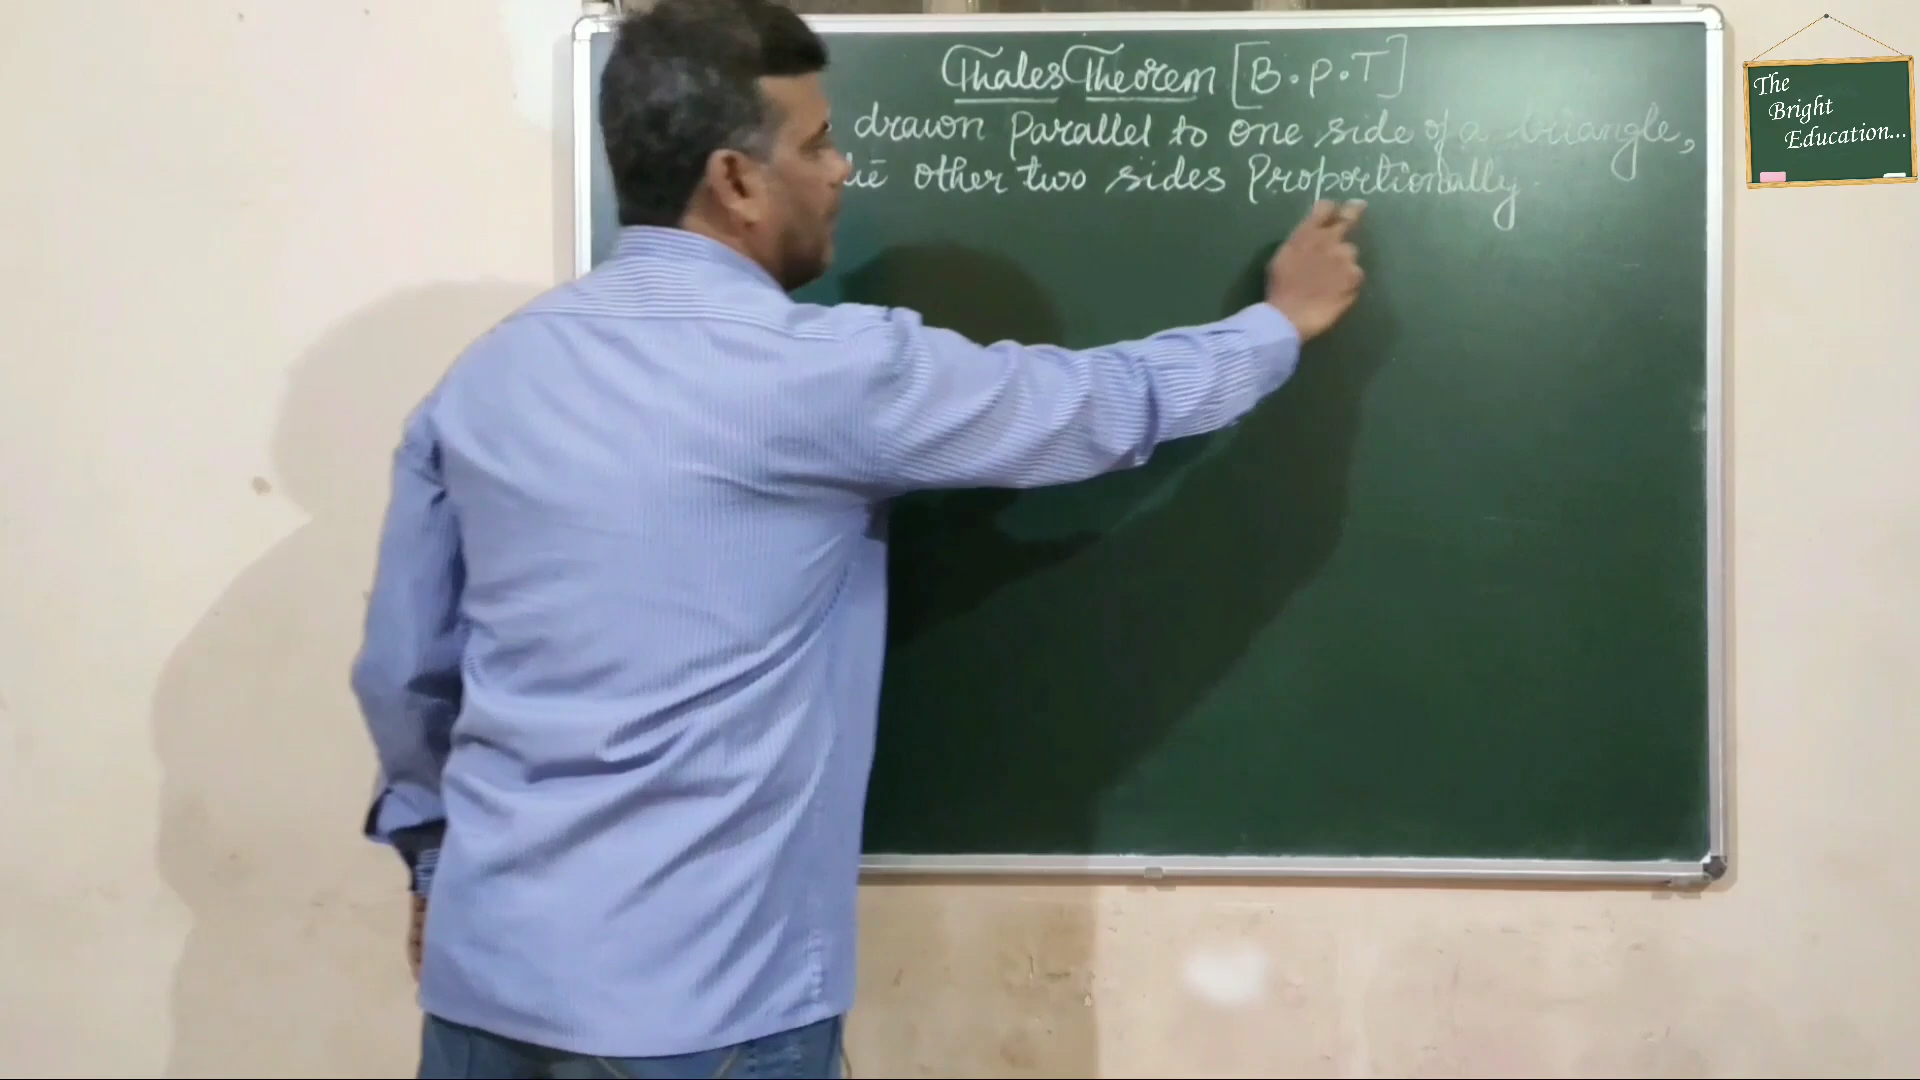 Thales Theorem [B.P.T]
drawn parallel to one side of a triangle,
other two sides Proportionally.
The
Bright
Education...